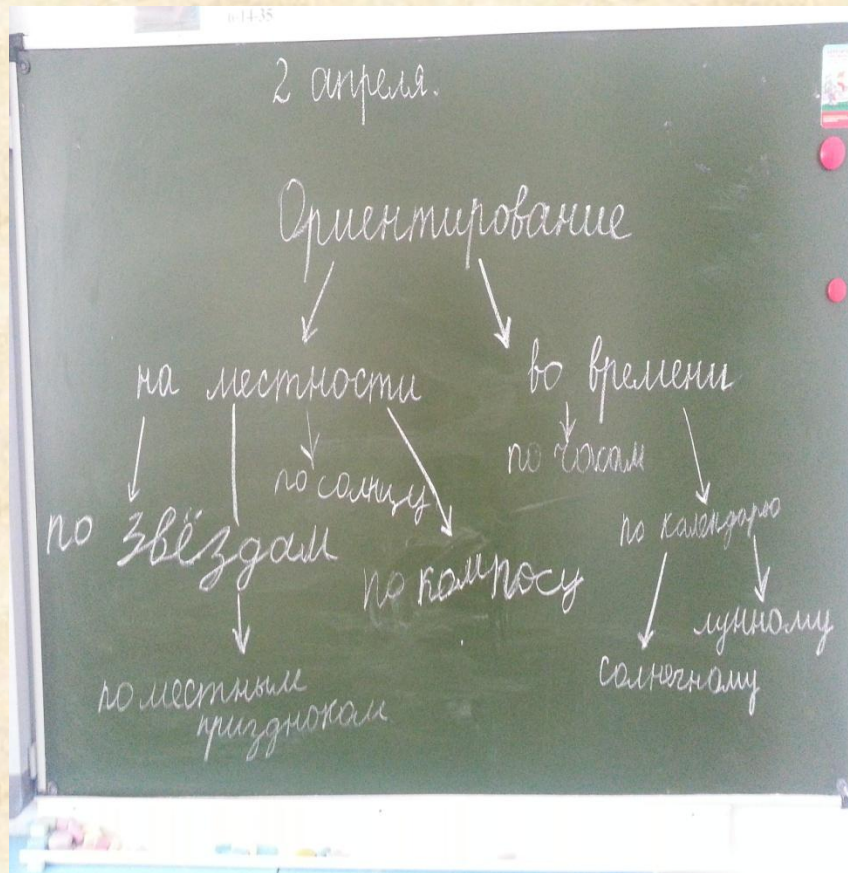 2 апреля.
Ориентирование
на местности
во времени
по солнцу
по часам
по звёздам
по компосу
по календарю
по местным
призднокам
солнечному
лунному